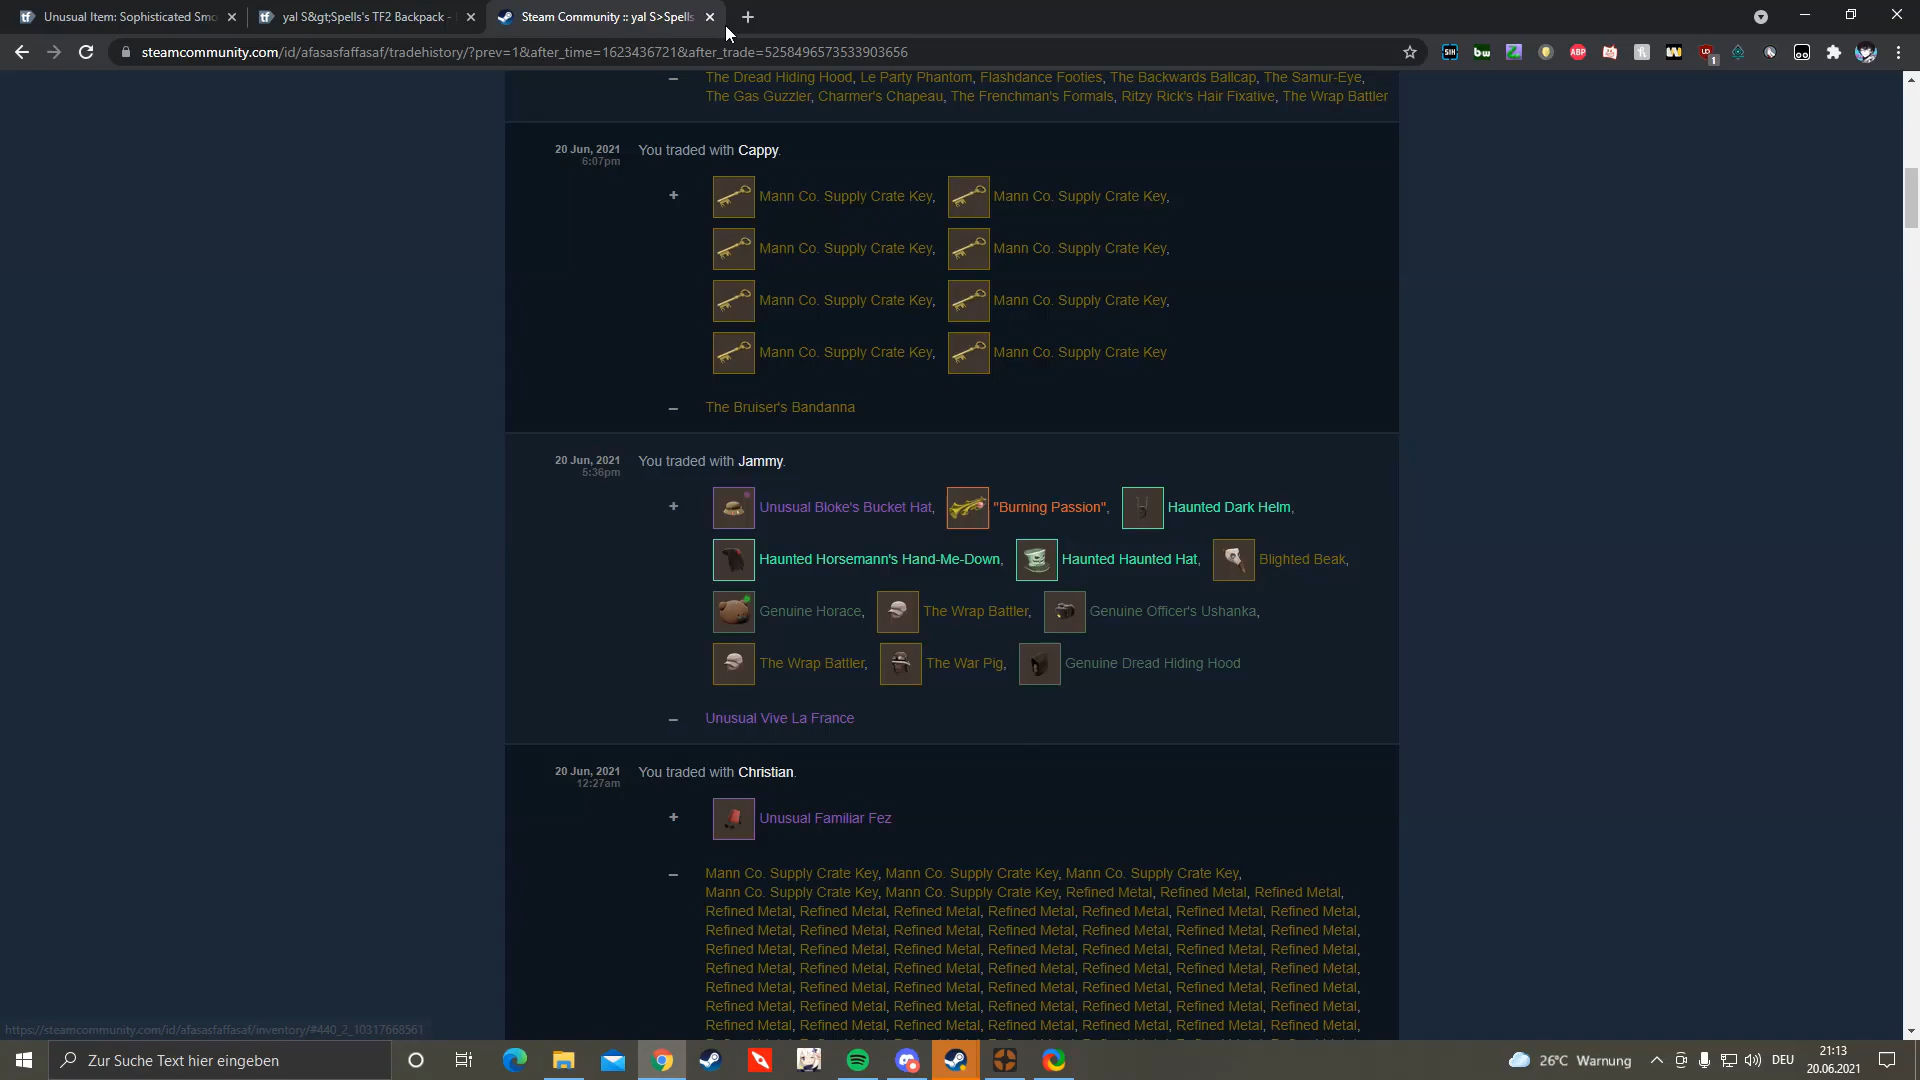 Unusual Item: Sophisticated Smo
yal S&gt;Spells's TF2 Backpack -
Steam Community :: yal S>Spells
steamcommunity.com/id/afasasfaffasaf/tradehistory/?prev=1&after_time=1623436721&after_trade=5258496573533903656
– The Dread Hiding Hood, Le Party Phantom, Flashdance Footies, The Backwards Ballcap, The Samur-Eye,
The Gas Guzzler, Charmer's Chapeau, The Frenchman's Formals, Ritzy Rick's Hair Fixative, The Wrap Battler
20 Jun, 2021 You traded with Cappy.
6:07pm
+ Mann Co. Supply Crate Key, Mann Co. Supply Crate Key,
Mann Co. Supply Crate Key, Mann Co. Supply Crate Key,
Mann Co. Supply Crate Key, Mann Co. Supply Crate Key,
Mann Co. Supply Crate Key, Mann Co. Supply Crate Key
– The Bruiser's Bandanna
20 Jun, 2021 You traded with Jammy.
5:36pm
+ Unusual Bloke's Bucket Hat, "Burning Passion", Haunted Dark Helm,
Haunted Horsemann's Hand-Me-Down, Haunted Haunted Hat, Blighted Beak,
Genuine Horace, The Wrap Battler, Genuine Officer's Ushanka,
The Wrap Battler, The War Pig, Genuine Dread Hiding Hood
– Unusual Vive La France
20 Jun, 2021 You traded with Christian.
12:27am
+ Unusual Familiar Fez
– Mann Co. Supply Crate Key, Mann Co. Supply Crate Key, Mann Co. Supply Crate Key,
Mann Co. Supply Crate Key, Mann Co. Supply Crate Key, Refined Metal, Refined Metal, Refined Metal,
Refined Metal, Refined Metal, Refined Metal, Refined Metal, Refined Metal, Refined Metal, Refined Metal,
Refined Metal, Refined Metal, Refined Metal, Refined Metal, Refined Metal, Refined Metal, Refined Metal,
Refined Metal, Refined Metal, Refined Metal, Refined Metal, Refined Metal, Refined Metal, Refined Metal,
Refined Metal, Refined Metal, Refined Metal, Refined Metal, Refined Metal, Refined Metal, Refined Metal,
Refined Metal, Refined Metal, Refined Metal, Refined Metal, Refined Metal, Refined Metal, Refined Metal,
Refined Metal, Refined Metal, Refined Metal, Refined Metal, Refined Metal, Refined Metal, Refined Metal,
Refined Metal, Refined Metal, Refined Metal, Refined Metal, Refined Metal, Refined Metal, Refined Metal,
https://steamcommunity.com/id/afasasfaffasaf/inventory/#440_2_10317668561
Zur Suche Text hier eingeben
26°C Warnung
DEU
21:13
20.06.2021